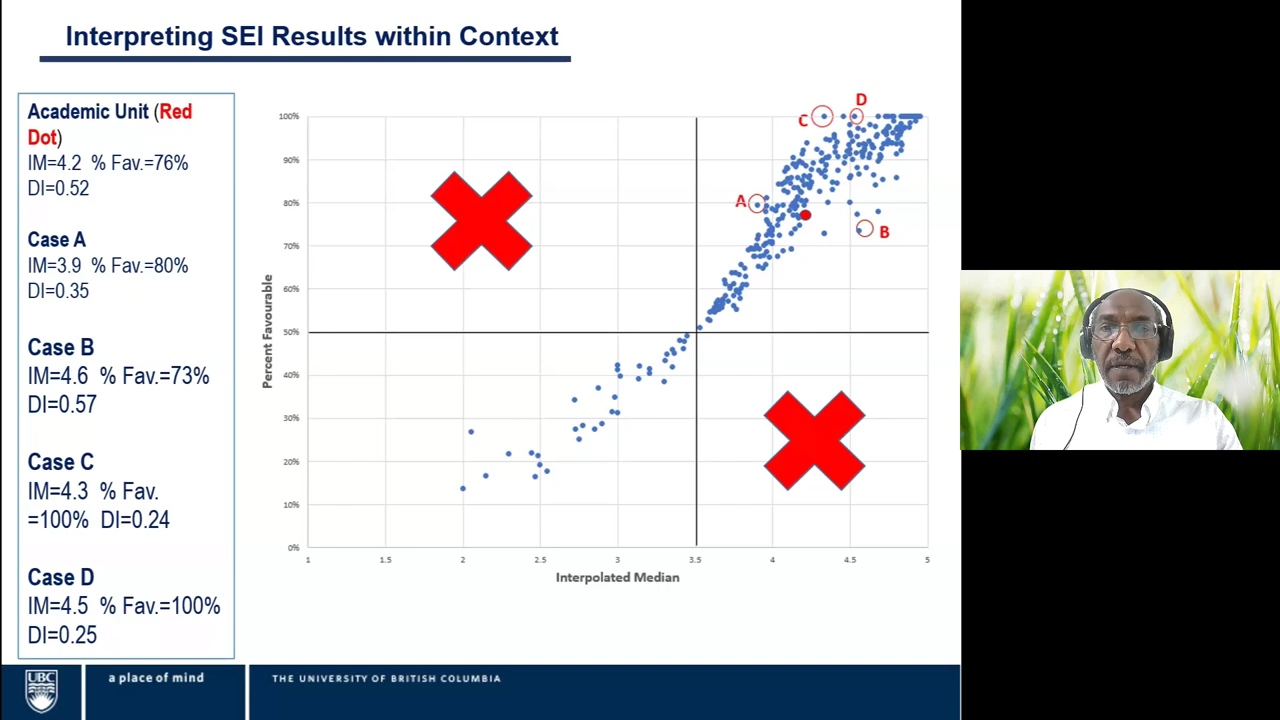 Interpreting SEI Results within Context
Academic Unit (Red
Dot)
IM=4.2 % Fav.=76%
DI=0.52
Case A
IM=3.9 % Fav.=80%
DI=0.35
Case B
IM=4.6 % Fav.=73%
DI=0.57
Case C
IM=4.3 % Fav.
=100% DI=0.24
Case D
IM=4.5 % Fav.=100%
DI=0.25
Percent Favourable
100%
90%
80%
70%
60%
50%
40%
30%
20%
10%
0%
D
C
A
B
1 1.5 2 2.5 3 3.5 4 4.5 5
Interpolated Median
UBC
a place of mind
THE UNIVERSITY OF BRITISH COLUMBIA